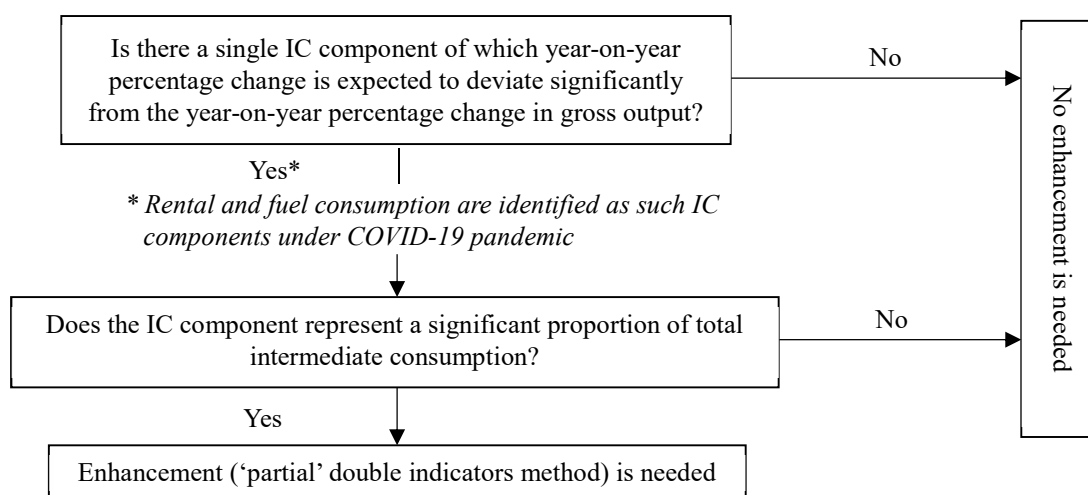 Is there a single IC component of which year-on-year
percentage change is expected to deviate significantly
from the year-on-year percentage change in gross output?
No
Yes*
* Rental and fuel consumption are identified as such IC
components under COVID-19 pandemic
No enhancement is needed
Does the IC component represent a significant proportion of total
intermediate consumption?
No
Yes
Enhancement (‘partial’ double indicators method) is needed